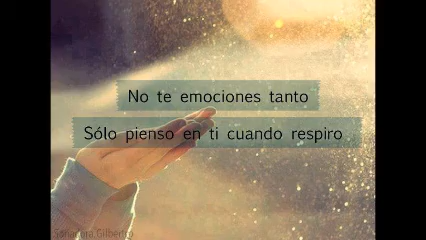 No te emociones tanto
Sólo pienso en ti cuando respiro